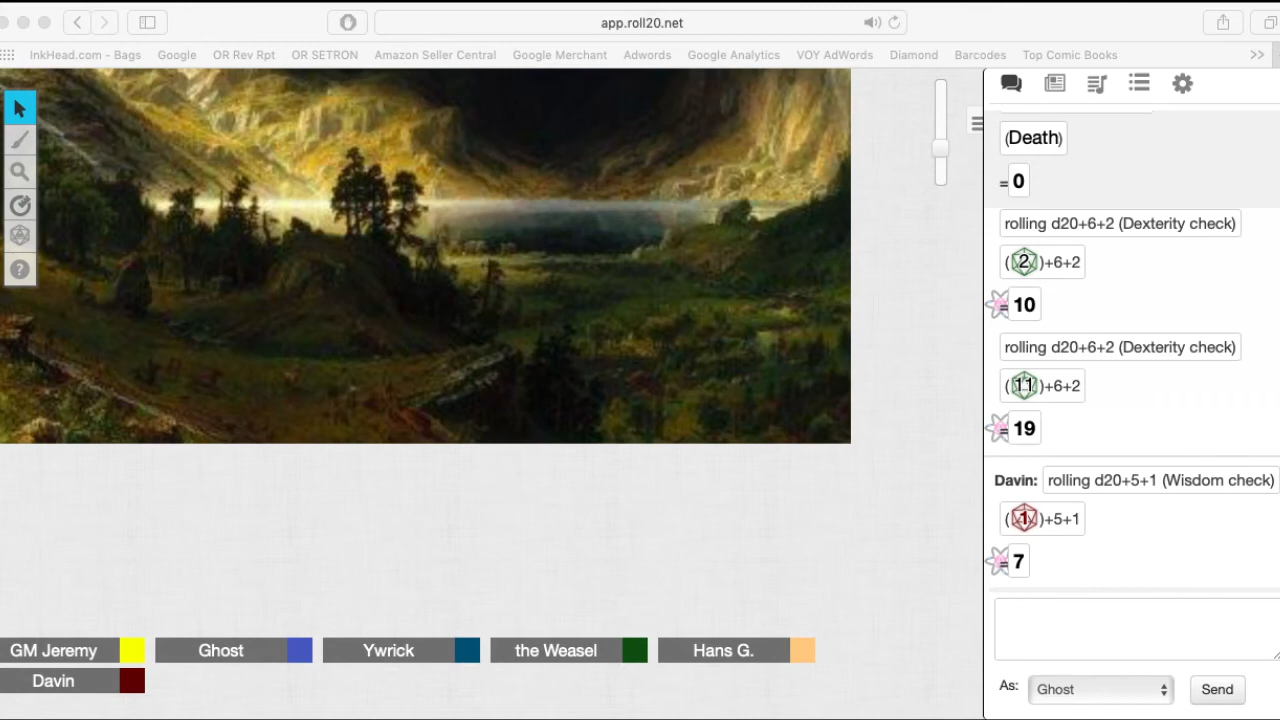 app.roll20.net
InkHead.com - Bags Google OR Rev Rpt OR SETRON Amazon Seller Central Google Merchant Adwords Google Analytics VOY AdWords Diamond Barcodes Top Comic Books >>
(Death)
=0
rolling d20+6+2 (Dexterity check)
(2)+6+2
=10
rolling d20+6+2 (Dexterity check)
(11)+6+2
=19
Davin: rolling d20+5+1 (Wisdom check)
(1)+5+1
=7
GM Jeremy Ghost Ywrick the Weasel Hans G.
Davin
As: Ghost Send